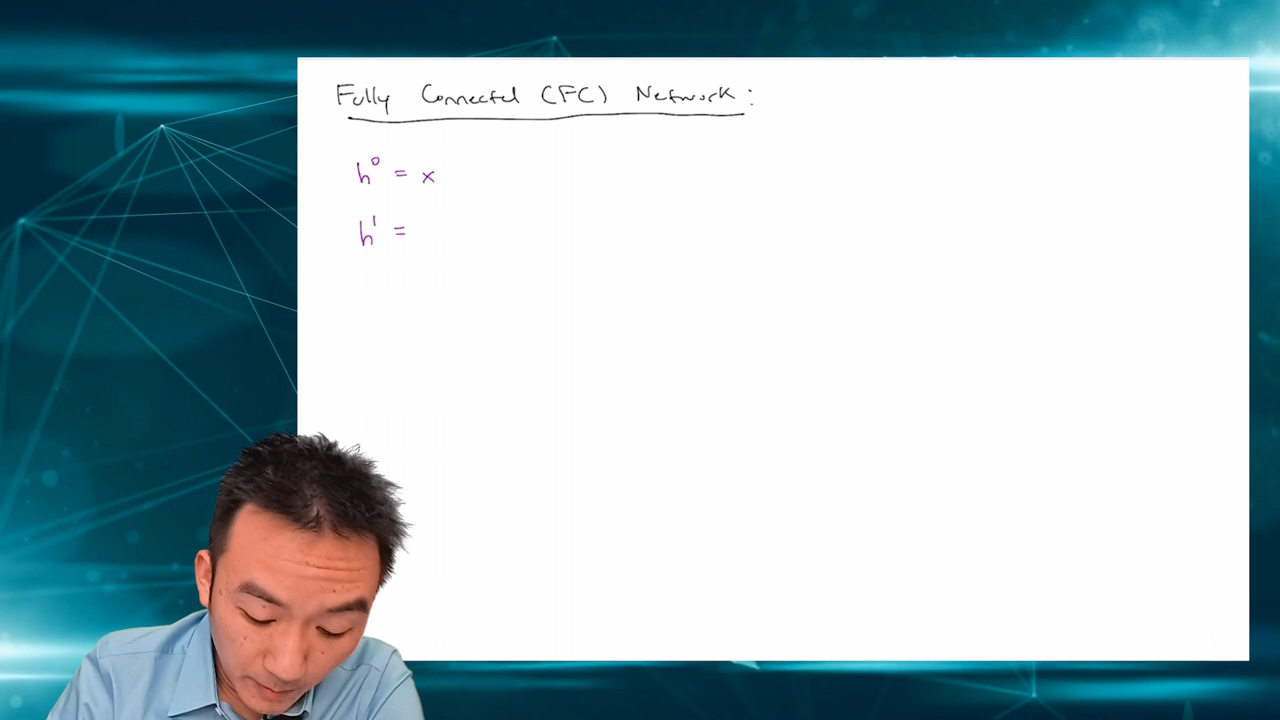 Fully Connected (FC) Network:
h⁰ = x
h¹ =